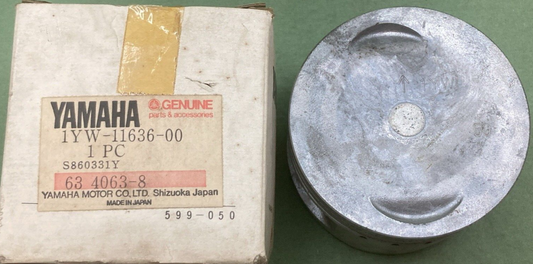 YAMAHA GENUINE
parts & accessories
1YW-11636-00
1 PC
S860331Y
63 4063-8
YAMAHA MOTOR CO., LTD. Shizuoka Japan
MADE IN JAPAN
599-050